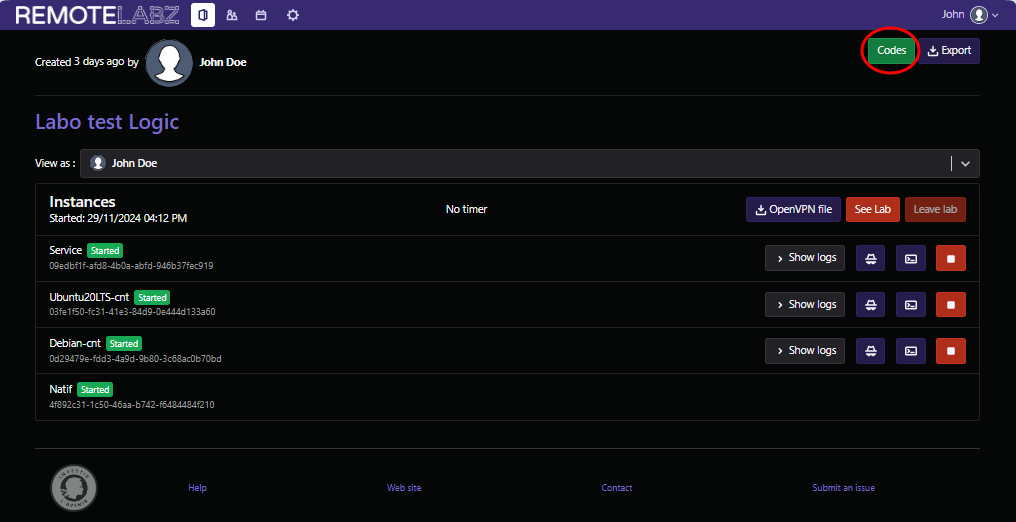 REMOTELABZ
John
Created 3 days ago by John Doe
Codes
Export
Labo test Logic
View as : John Doe
Instances
Started: 29/11/2024 04:12 PM
No timer
OpenVPN file
See Lab
Leave lab
Service Started
09edbf1f-afd8-4b0a-abfd-946b37fec919
Show logs
Ubuntu20LTS-cnt Started
03fe1f50-fc31-41e3-84d9-0e444d133a60
Show logs
Debian-cnt Started
0d29479e-fdd3-4a9d-9b80-3c68ac0b70bd
Show logs
Natif Started
4f892c31-1c50-46aa-b742-f6484484f210
INVESTIR
L'AVENIR
Help
Web site
Contact
Submit an issue